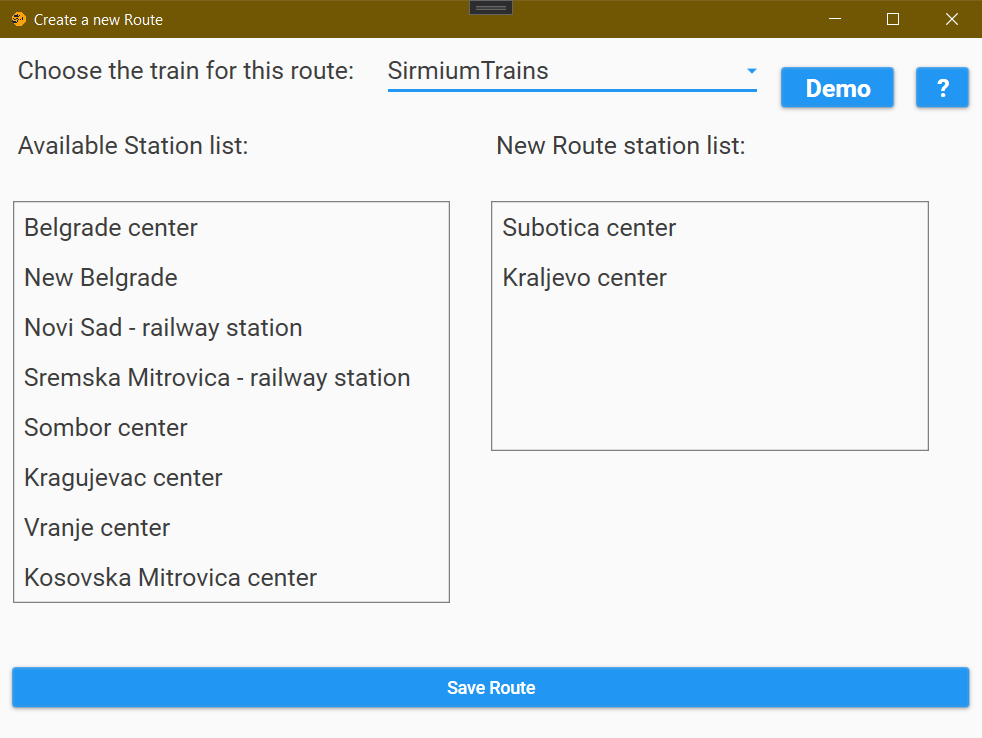 Create a new Route
Choose the train for this route: SirmiumTrains
Demo ?
Available Station list:
New Route station list:
Belgrade center
New Belgrade
Novi Sad - railway station
Sremska Mitrovica - railway station
Sombor center
Kragujevac center
Vranje center
Kosovska Mitrovica center
Subotica center
Kraljevo center
Save Route